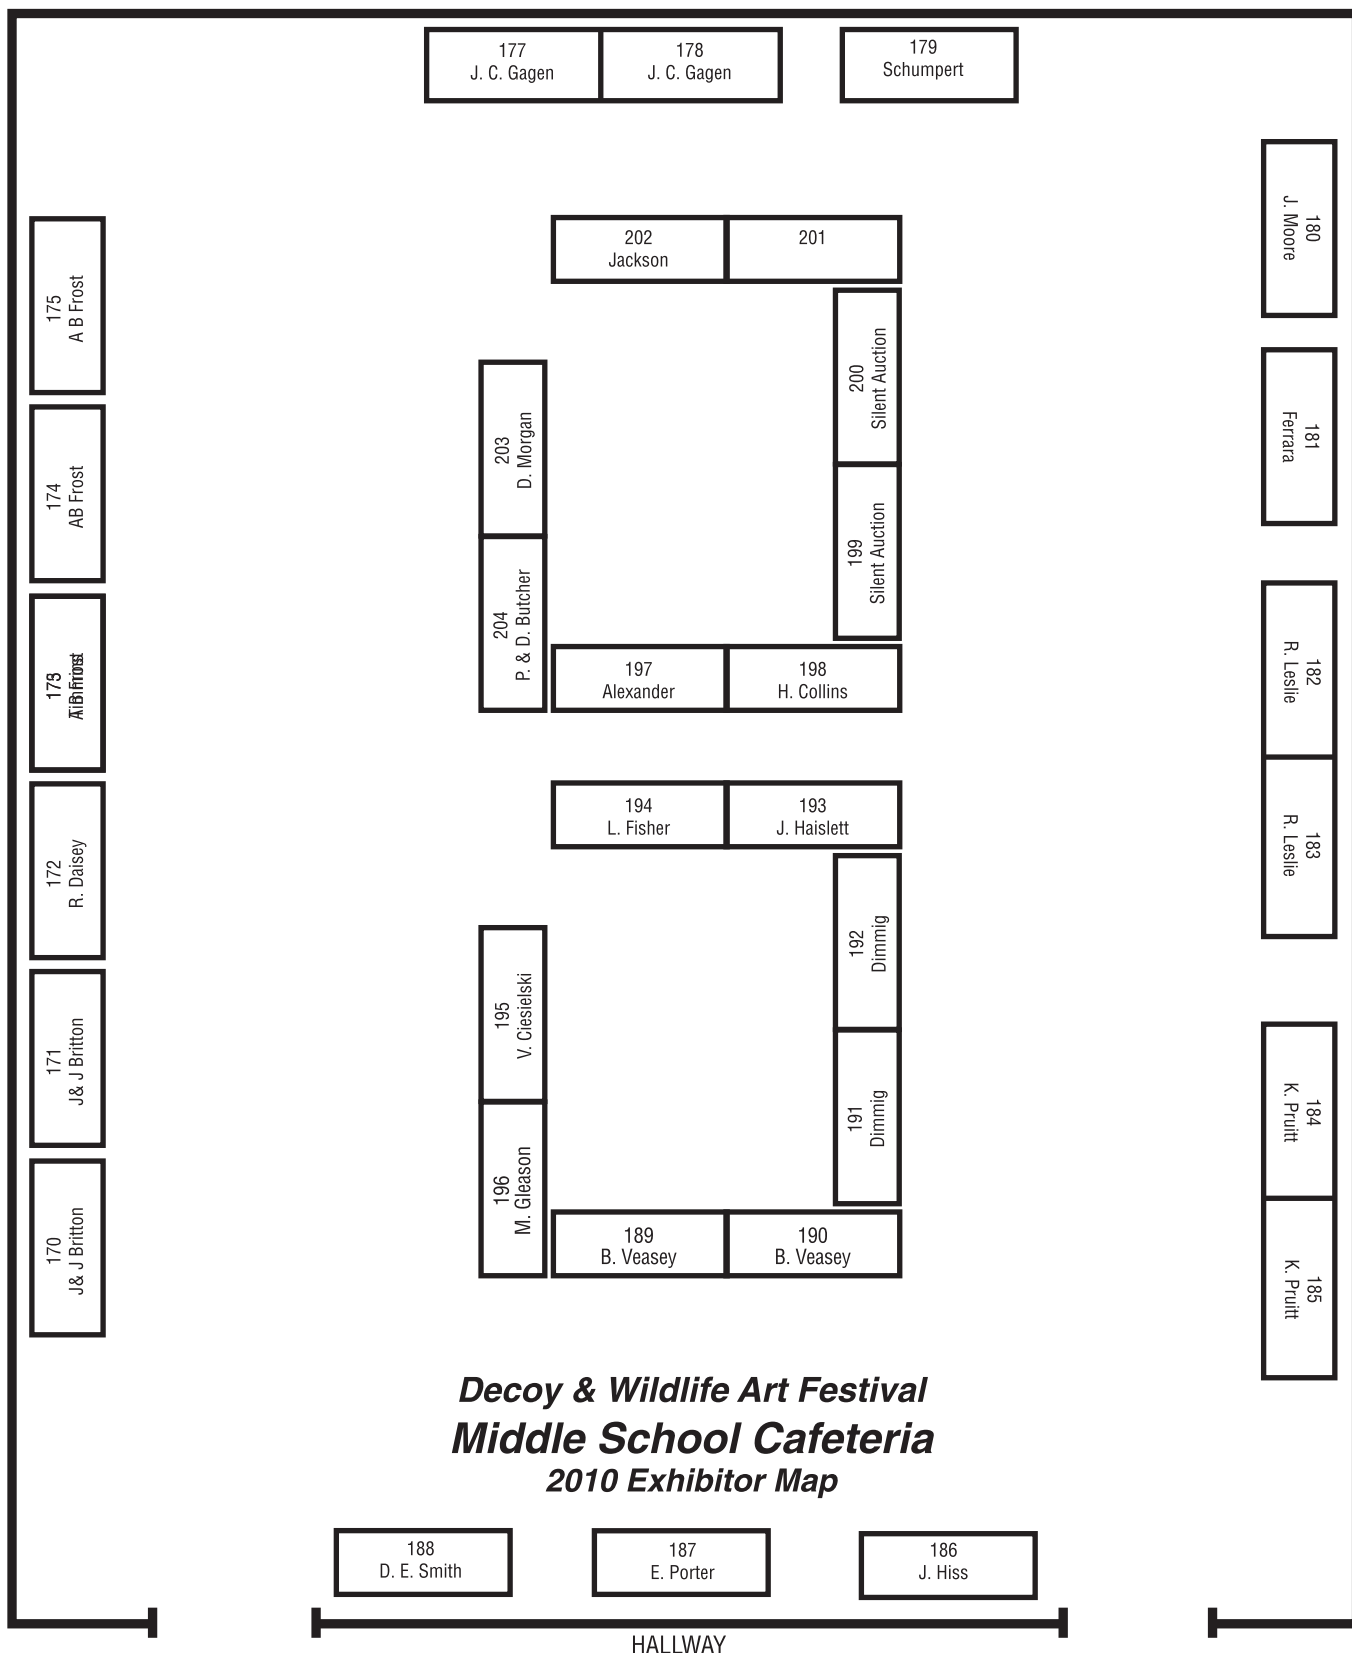 177
J. C. Gagen
178
J. C. Gagen
179
Schumpert
180
J. Moore
202
Jackson
201
175
A B Frost
200
Silent Auction
181
Ferrara
203
D. Morgan
174
AB Frost
199
Silent Auction
204
P. & D. Butcher
182
R. Leslie
197
Alexander
198
H. Collins
194
L. Fisher
193
J. Haislett
183
R. Leslie
172
R. Daisey
192
Dimmig
195
V. Ciesielski
171
J& J Britton
191
Dimmig
184
K. Pruitt
196
M. Gleason
170
J& J Britton
189
B. Veasey
190
B. Veasey
185
K. Pruitt
Decoy & Wildlife Art Festival
Middle School Cafeteria
2010 Exhibitor Map
188
D. E. Smith
187
E. Porter
186
J. Hiss
HALLWAY